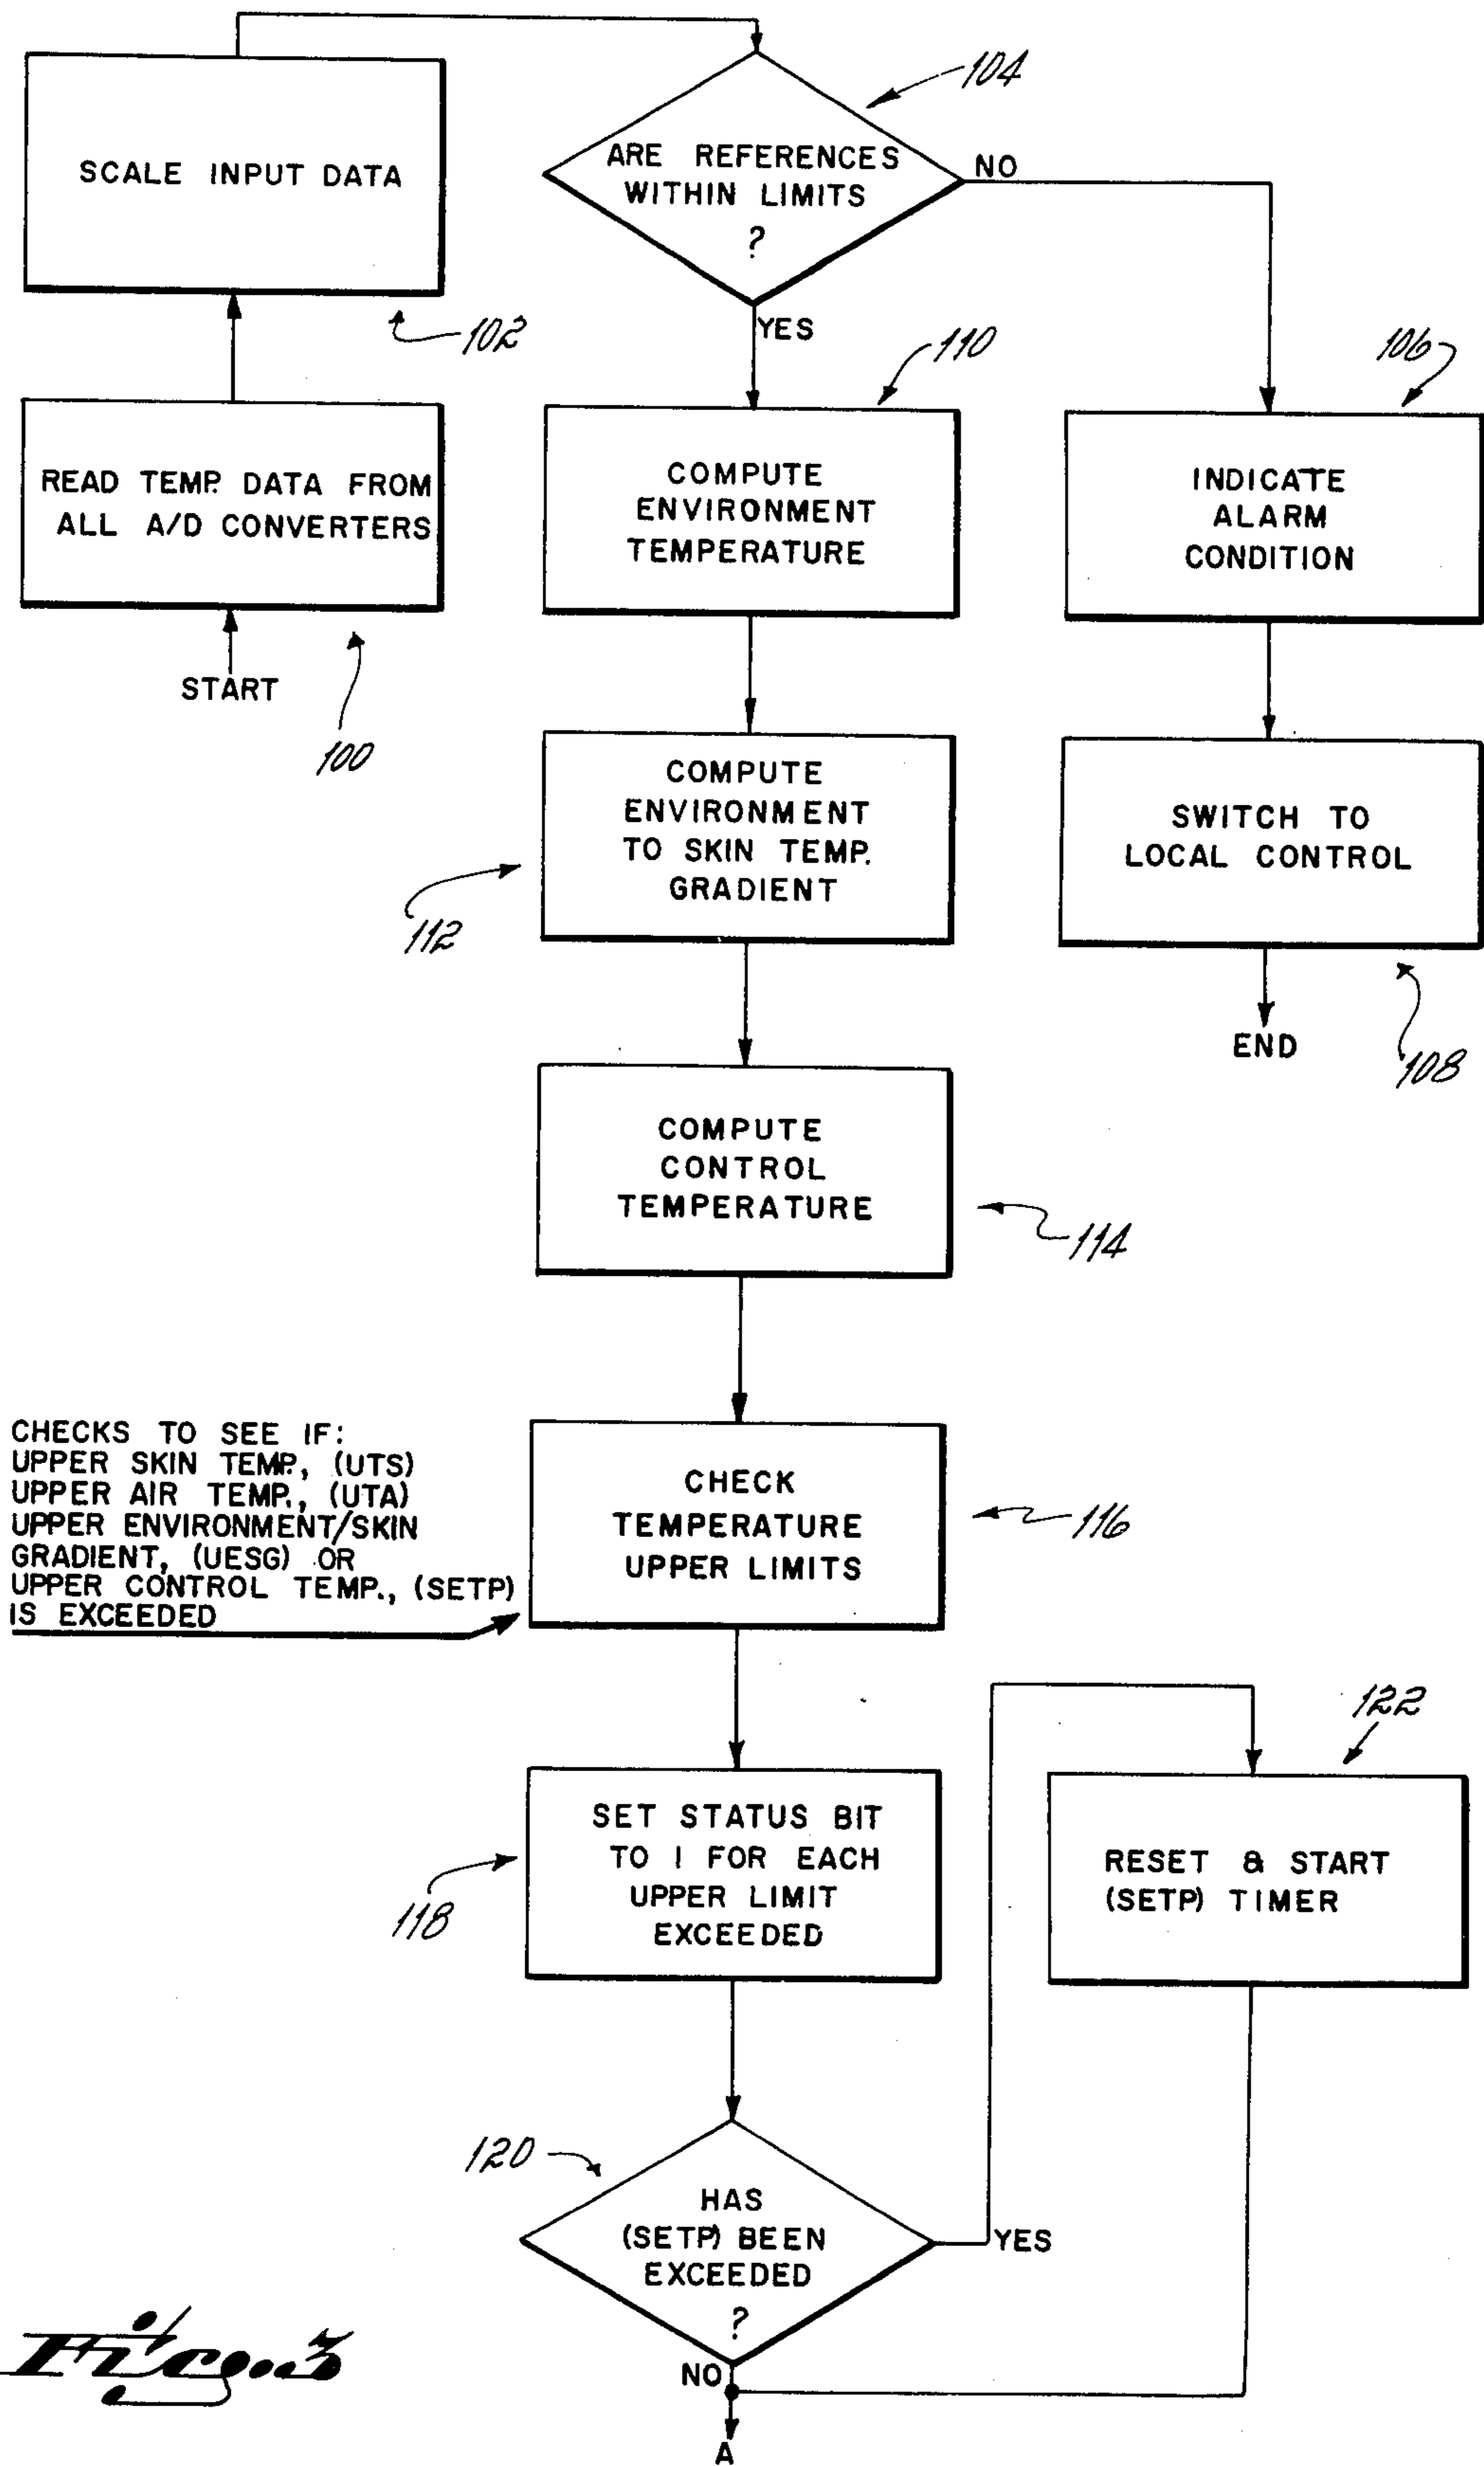 104
SCALE INPUT DATA
ARE REFERENCES
WITHIN LIMITS
?
NO
YES
102
110
106
READ TEMP. DATA FROM
ALL A/D CONVERTERS
START
100
COMPUTE
ENVIRONMENT
TEMPERATURE
INDICATE
ALARM
CONDITION
COMPUTE
ENVIRONMENT
TO SKIN TEMP.
GRADIENT
112
SWITCH TO
LOCAL CONTROL
END
108
COMPUTE
CONTROL
TEMPERATURE
114
CHECKS TO SEE IF:
UPPER SKIN TEMP., (UTS)
UPPER AIR TEMP., (UTA)
UPPER ENVIRONMENT/SKIN
GRADIENT, (UESG) OR
UPPER CONTROL TEMP., (SETP)
IS EXCEEDED
CHECK
TEMPERATURE
UPPER LIMITS
116
122
SET STATUS BIT
TO 1 FOR EACH
UPPER LIMIT
EXCEEDED
118
RESET & START
(SETP) TIMER
120
HAS
(SETP) BEEN
EXCEEDED
?
YES
NO
A
Fig. 3